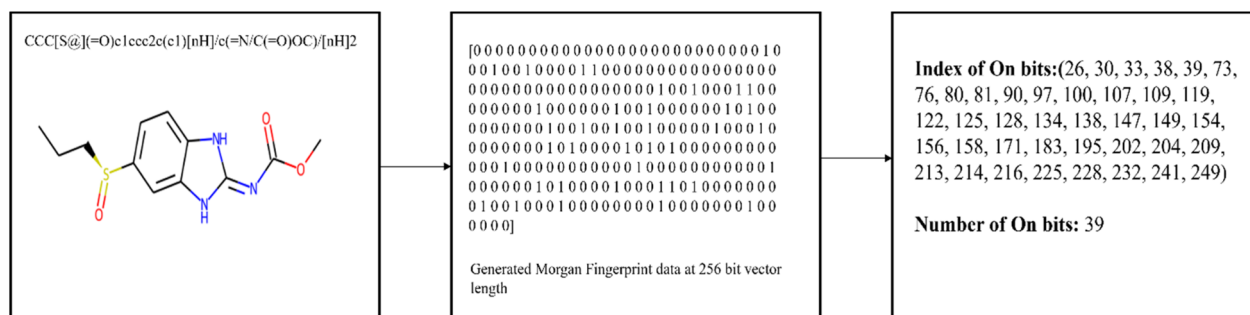 CCC[S@](=O)c1ccc2c(c1)[nH]/c(=N/C(=O)OC)/[nH]2
NH
O
O
N
S
N
H
O
[0 0 0 0 0 0 0 0 0 0 0 0 0 0 0 0 0 0 0 0 0 0 0 0 0 0 1 0
0 0 1 0 0 1 0 0 0 0 1 1 0 0 0 0 0 0 0 0 0 0 0 0 0 0 0 0
0 0 0 0 0 0 0 0 0 0 0 0 0 0 0 0 0 1 0 0 1 0 0 0 1 1 0 0
0 0 0 0 0 0 1 0 0 0 0 0 0 1 0 0 1 0 0 0 0 0 0 1 0 1 0 0
0 0 0 0 0 0 0 1 0 0 1 0 0 1 0 0 1 0 0 0 0 0 1 0 0 0 1 0
0 0 0 0 0 0 0 1 0 1 0 0 0 0 1 0 1 0 1 0 0 0 0 0 0 0 0 0
0 0 0 1 0 0 0 0 0 0 0 0 0 0 0 1 0 0 0 0 0 0 0 0 0 0 0 1
0 0 0 0 0 0 1 0 1 0 0 0 0 1 0 0 0 1 1 0 1 0 0 0 0 0 0 0
0 1 0 0 1 0 0 0 1 0 0 0 0 0 0 0 0 1 0 0 0 0 0 0 0 1 0 0
0 0 0 0]
Generated Morgan Fingerprint data at 256 bit vector
length
Index of On bits:(26, 30, 33, 38, 39, 73,
76, 80, 81, 90, 97, 100, 107, 109, 119,
122, 125, 128, 134, 138, 147, 149, 154,
156, 158, 171, 183, 195, 202, 204, 209,
213, 214, 216, 225, 228, 232, 241, 249)
Number of On bits: 39